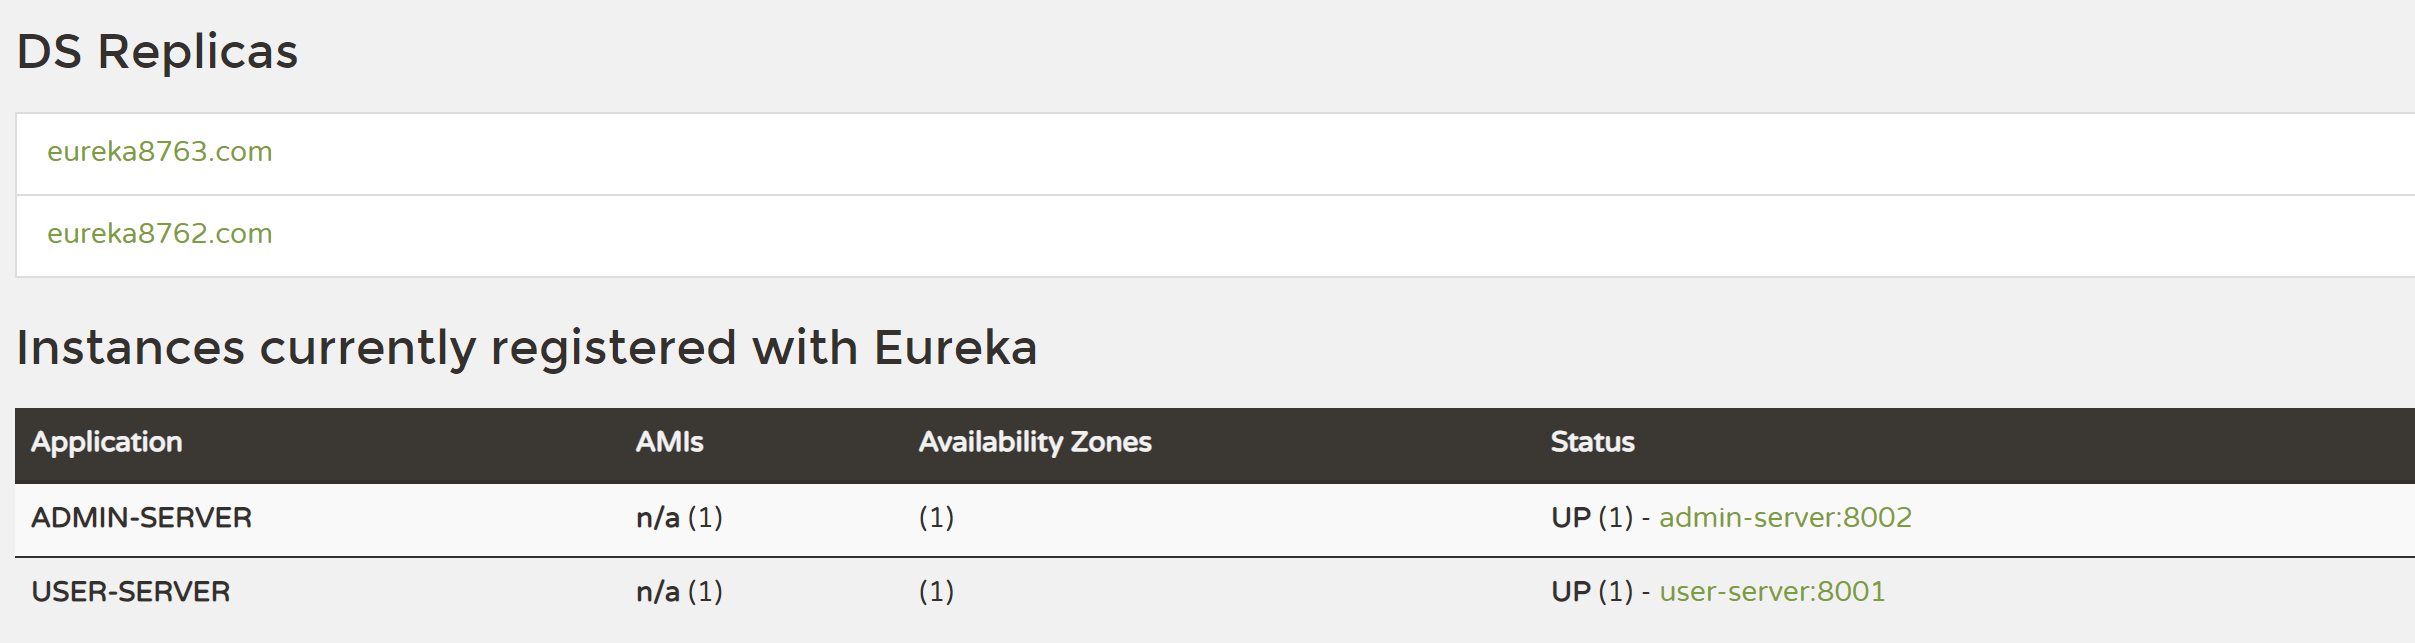 DS Replicas
eureka8763.com
eureka8762.com
Instances currently registered with Eureka
Application AMIs Availability Zones Status
ADMIN-SERVER n/a (1) (1) UP (1) - admin-server:8002
USER-SERVER n/a (1) (1) UP (1) - user-server:8001